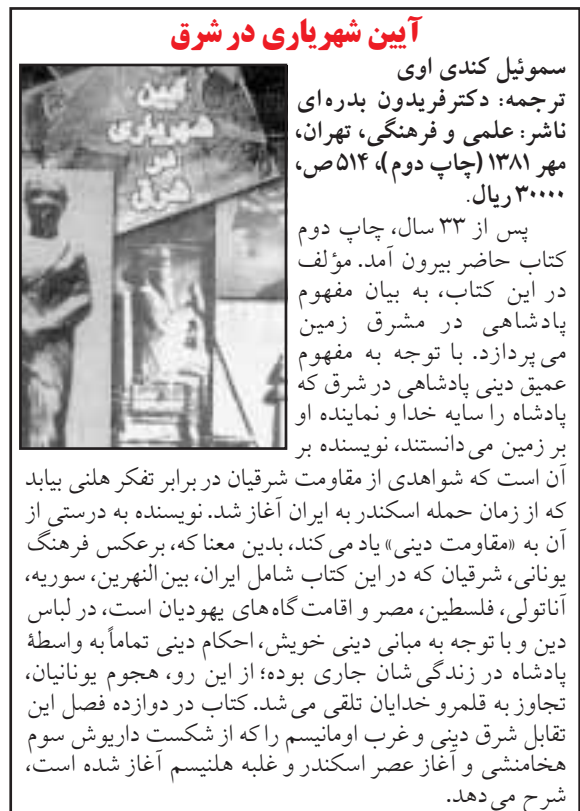 آیین شهریاری در شرق
سموئیل کندی اوی
ترجمه: دکترفریدون بدره‌ای
ناشر: علمی و فرهنگی، تهران،
مهر ۱۳۸۱ (چاپ دوم)، ۵۱۴ ص،
۳۰۰۰۰ ریال.
پس از ۳۳ سال، چاپ دوم
کتاب حاضر بیرون آمد. مؤلف
در این کتاب، به بیان مفهوم
پادشاهی در مشرق زمین
می‌پردازد. با توجه به مفهوم
عمیق دینی پادشاهی در شرق که
پادشاه را سایه خدا و نماینده او
بر زمین می‌دانستند، نویسنده بر
آن است که شواهدی از مقاومت شرقیان در برابر تفکر هلنی بیابد
که از زمان حمله اسکندر به ایران آغاز شد. نویسنده به درستی از
آن به «مقاومت دینی» یاد می‌کند، بدین معنا که، برعکس فرهنگ
یونانی، شرقیان که در این کتاب شامل ایران، بین‌النهرین، سوریه،
آناتولی، فلسطین، مصر و اقامت گاه‌های یهودیان است، در لباس
دین و با توجه به مبانی دینی خویش، احکام دینی تماماً به واسطهٔ
پادشاه در زندگی‌شان جاری بوده؛ از این رو، هجوم یونانیان،
تجاوز به قلمرو خدایان تلقی می‌شد. کتاب در دوازده فصل این
تقابل شرق دینی و غرب اومانیسم را که از شکست داریوش سوم
هخامنشی و آغاز عصر اسکندر و غلبه هلنیسم آغاز شده است،
شرح می‌دهد.
آیین
شهریاری
در
شرق